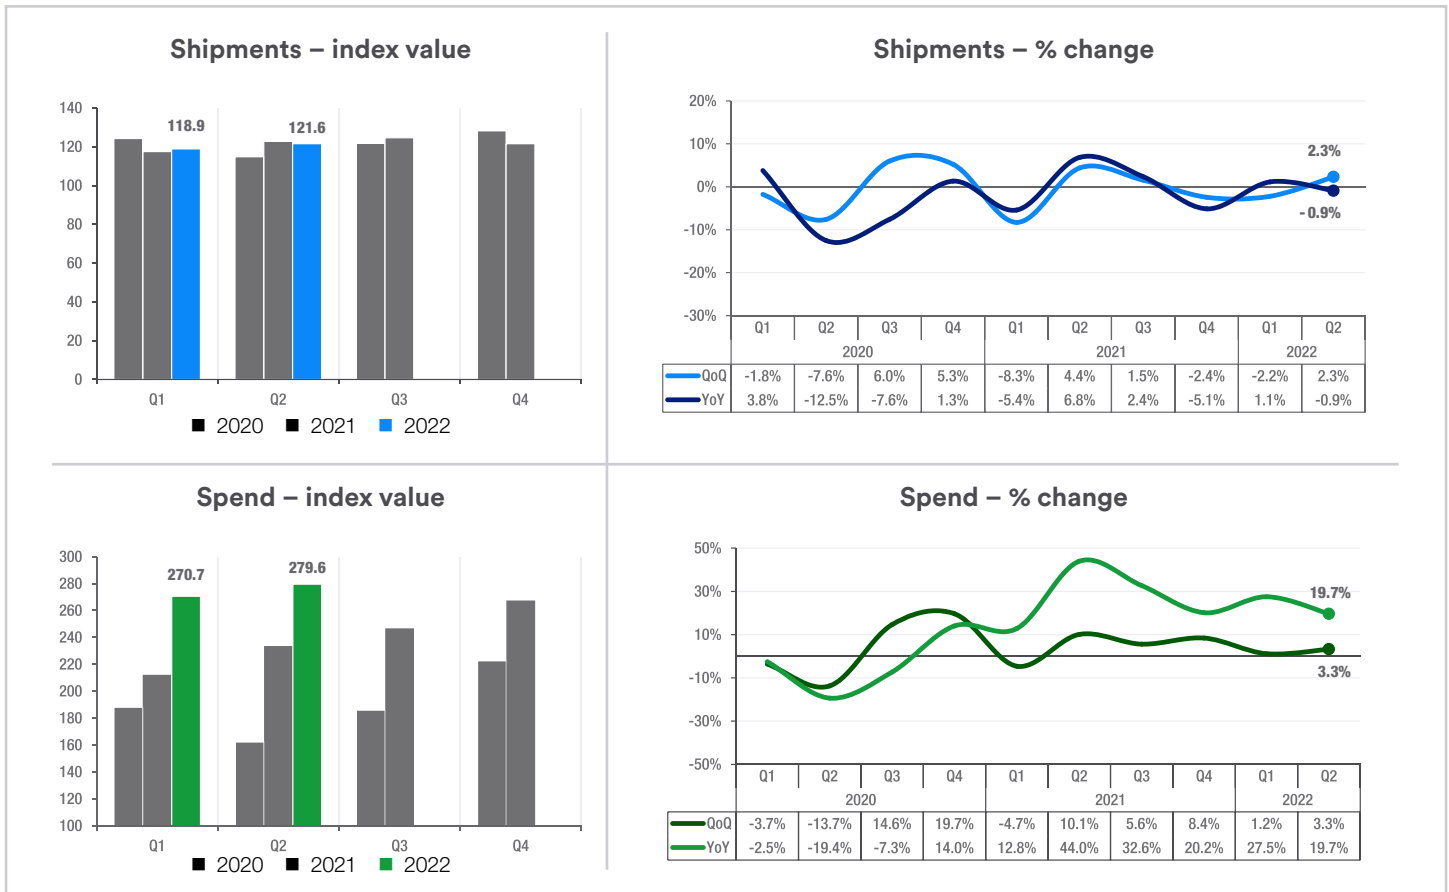 Shipments – index value
140
120
100
80
60
40
20
0
118.9
121.6
Q1 Q2 Q3 Q4
2020 2021 2022
Shipments – % change
20%
10%
0%
-10%
-20%
-30%
2.3%
-0.9%
Q1 Q2 Q3 Q4 Q1 Q2 Q3 Q4 Q1 Q2
2020 2021 2022
QoQ -1.8% -7.6% 6.0% 5.3% -8.3% 4.4% 1.5% -2.4% -2.2% 2.3%
YoY 3.8% -12.5% -7.6% 1.3% -5.4% 6.8% 2.4% -5.1% 1.1% -0.9%
Spend – index value
300
280
260
240
220
200
180
160
140
120
100
270.7
279.6
Q1 Q2 Q3 Q4
2020 2021 2022
Spend – % change
50%
30%
10%
-10%
-30%
-50%
19.7%
3.3%
Q1 Q2 Q3 Q4 Q1 Q2 Q3 Q4 Q1 Q2
2020 2021 2022
QoQ -3.7% -13.7% 14.6% 19.7% -4.7% 10.1% 5.6% 8.4% 1.2% 3.3%
YoY -2.5% -19.4% -7.3% 14.0% 12.8% 44.0% 32.6% 20.2% 27.5% 19.7%